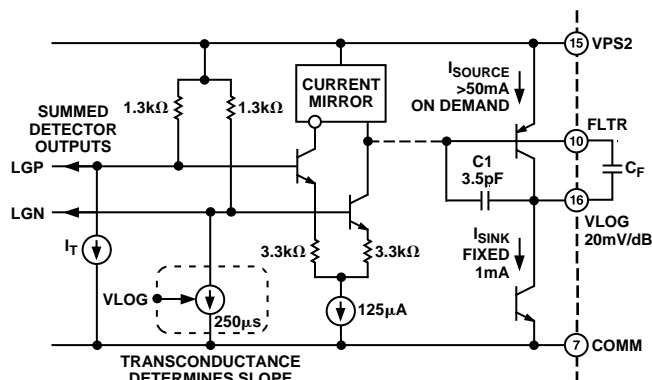 15 VPS2
CURRENT
MIRROR
ISOURCE
>50mA
ON DEMAND
1.3kΩ
1.3kΩ
SUMMED
DETECTOR
OUTPUTS
FLTR
10
LGP
C1
3.5pF
CF
LGN
16
VLOG
20mV/dB
IT
3.3kΩ
3.3kΩ
ISINK
FIXED
1mA
VLOG
250μs
125μA
7 COMM
TRANSCONDUCTANCE
DETERMINES SLOPE